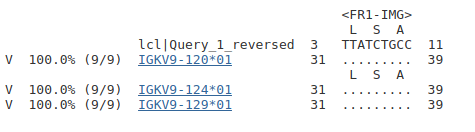 <FR1-IMG>
L  S  A
lcl|Query_1_reversed  3  TTATCTGCC  11
V  100.0% (9/9)  IGKV9-120*01  31  .........  39
L  S  A
V  100.0% (9/9)  IGKV9-124*01  31  .........  39
V  100.0% (9/9)  IGKV9-129*01  31  .........  39